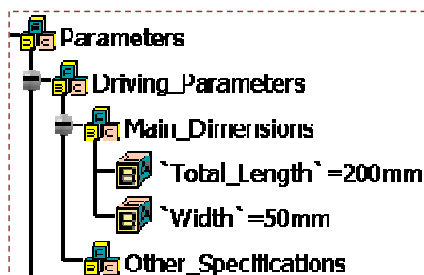 Parameters
Driving_Parameters
Main_Dimensions
`Total_Length`=200mm
`Width`=50mm
Other_Specifications